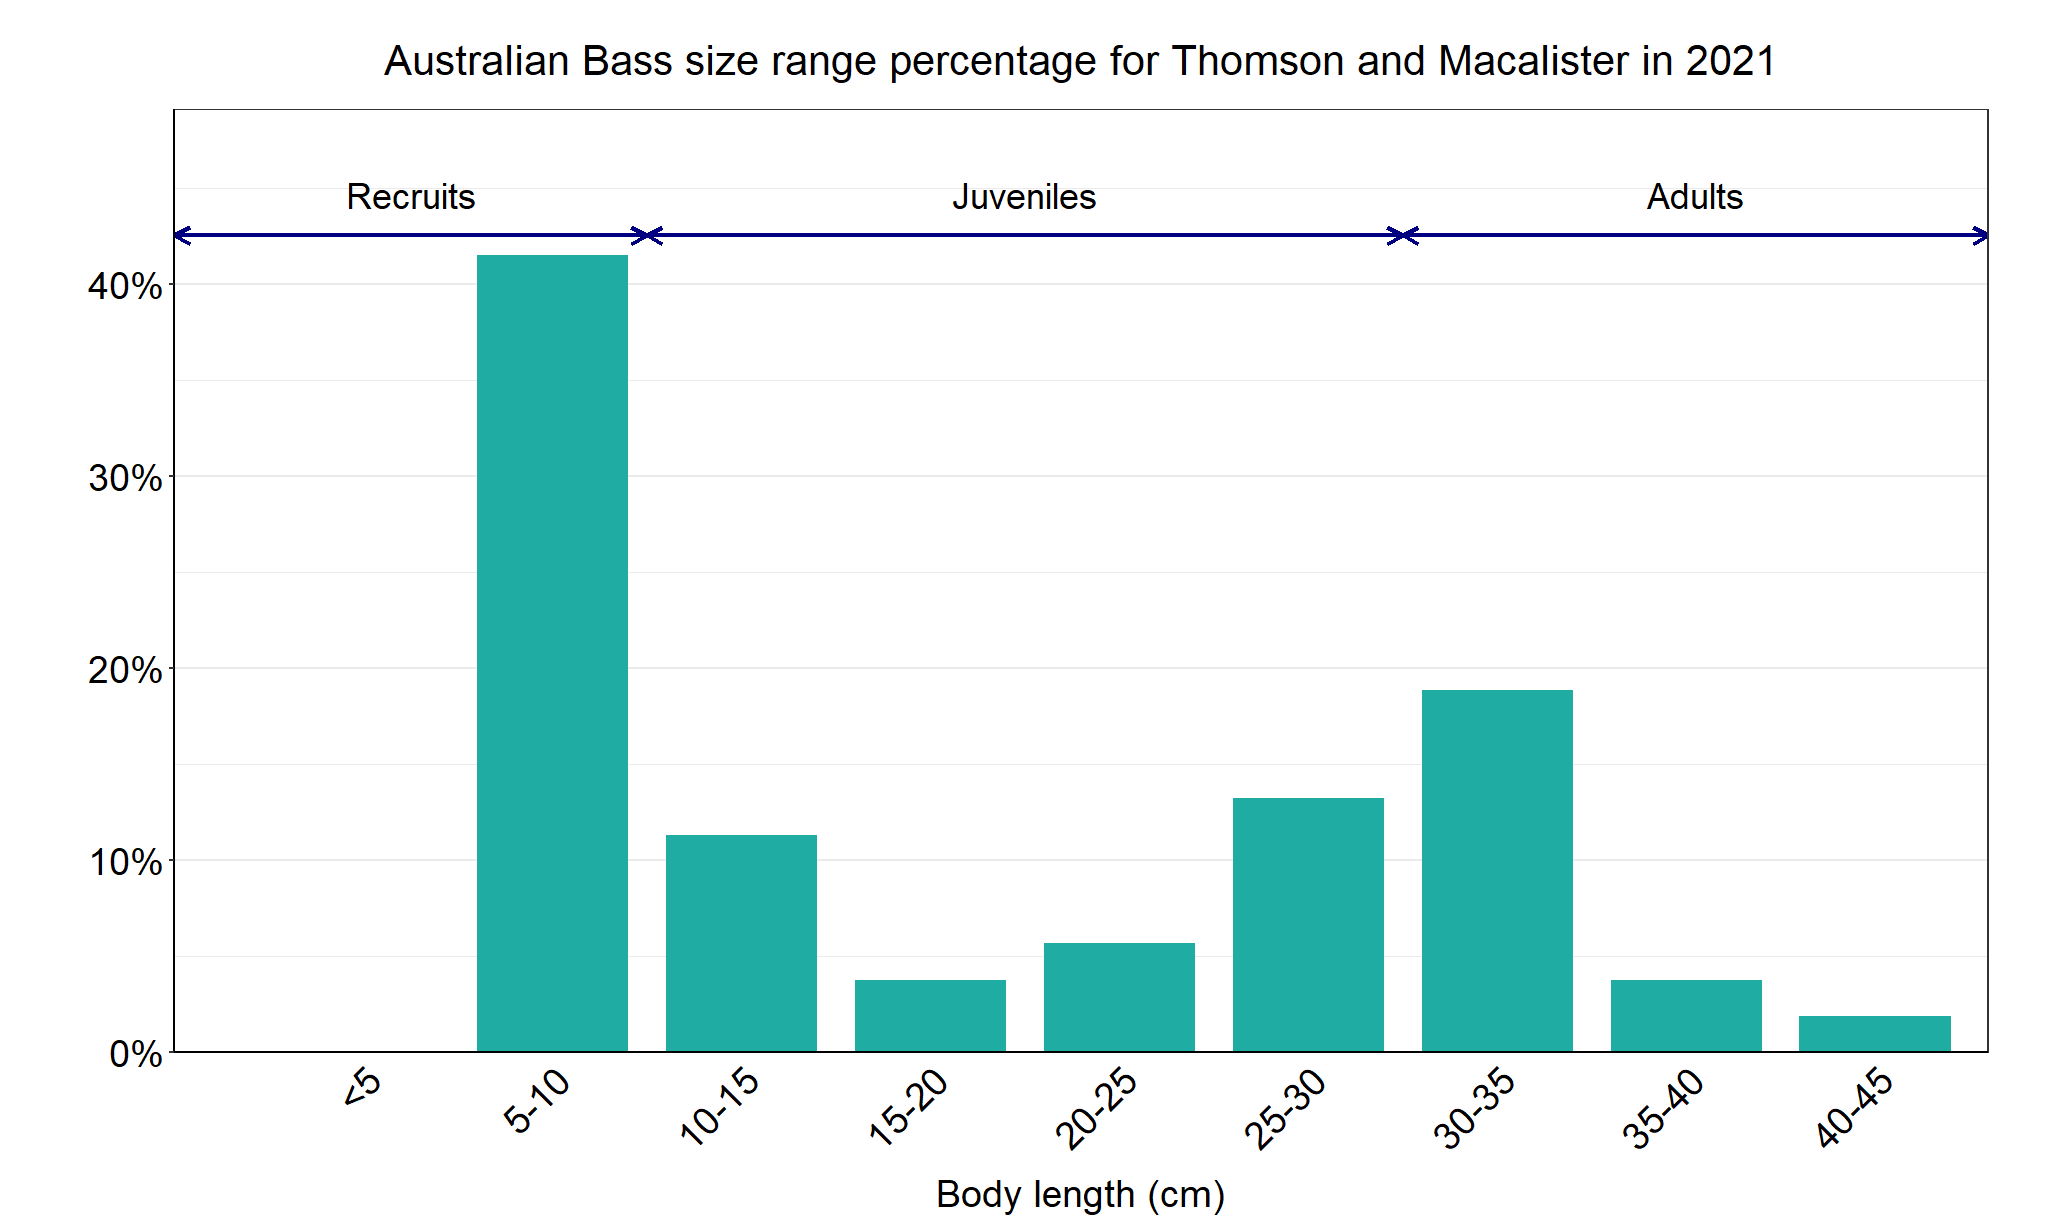 Australian Bass size range percentage for Thomson and Macalister in 2021
Recruits
Juveniles
Adults
40%
30%
20%
10%
0%
<5
5-10
10-15
15-20
20-25
25-30
30-35
35-40
40-45
Body length (cm)